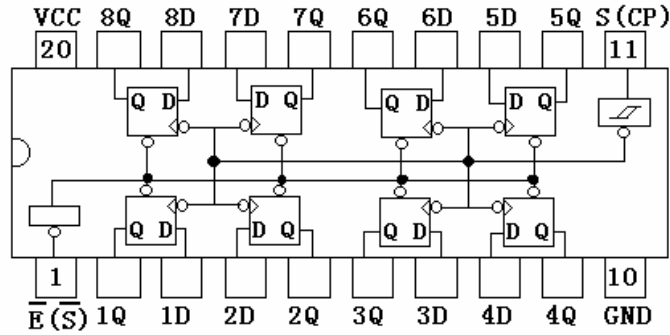 VCC 8Q 8D 7D 7Q 6Q 6D 5D 5Q S(CP)
20 11
Q D D Q Q D D Q
Q D D Q Q D D Q
1 10
E̅(S̅) 1Q 1D 2D 2Q 3Q 3D 4D 4Q GND